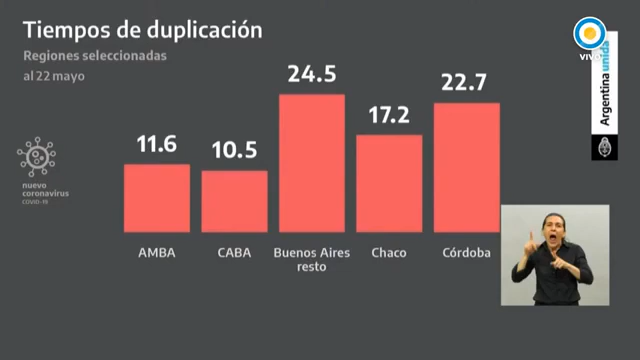 Tiempos de duplicación
Regiones seleccionadas
al 22 mayo
VIVO
Argentina unida
24.5
22.7
17.2
11.6
10.5
nuevo
coronavirus
COVID-19
AMBA
CABA
Buenos Aires
resto
Chaco
Córdoba